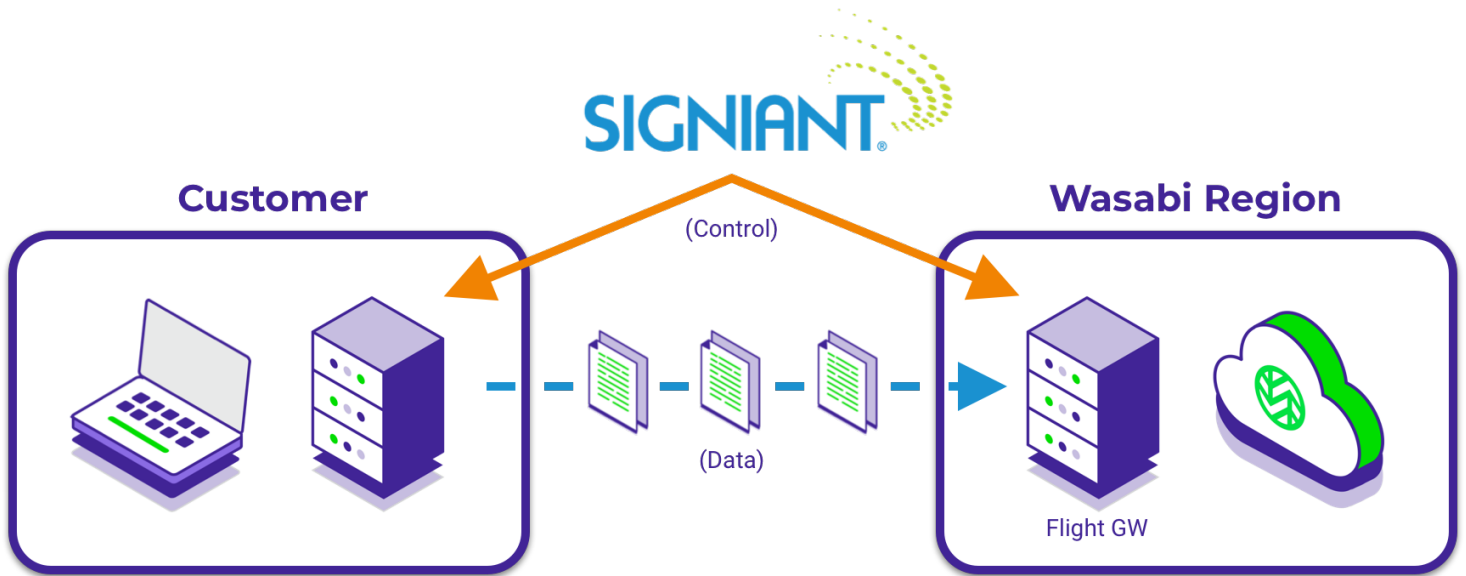 SIGNIANT®
Customer
Wasabi Region
(Control)
(Data)
Flight GW